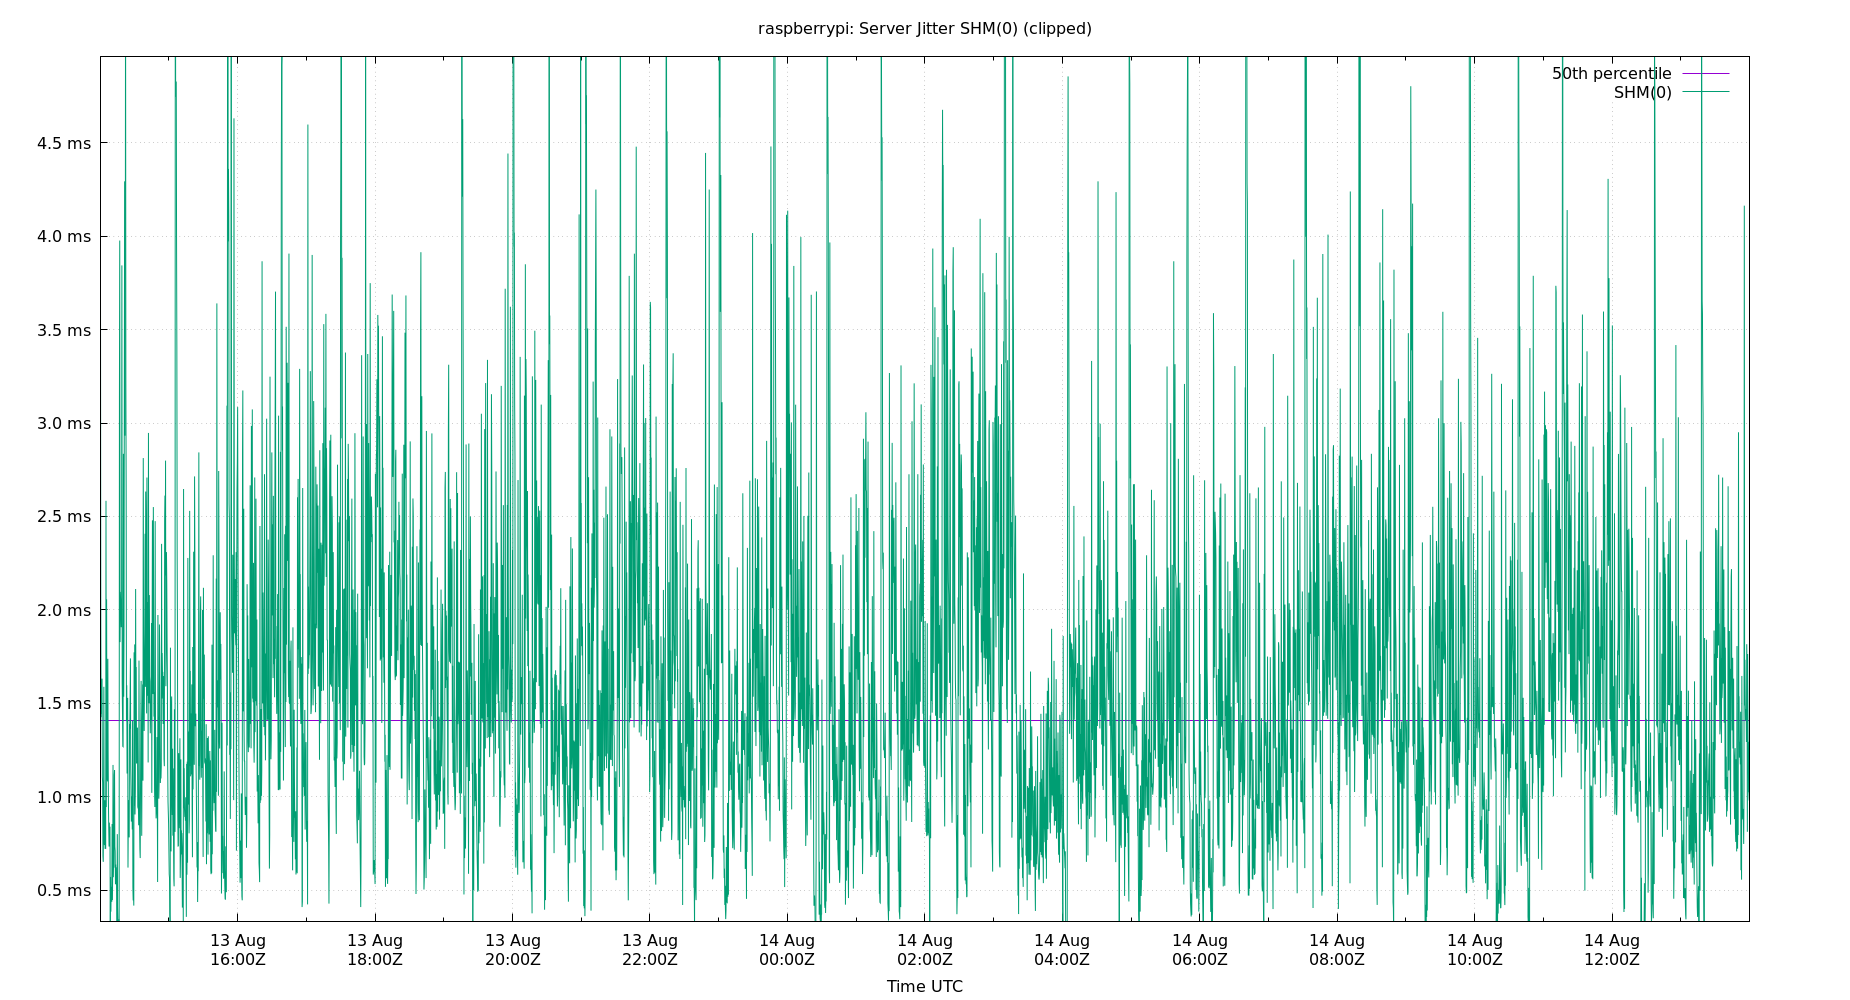 raspberrypi: Server Jitter SHM(0) (clipped)
50th percentile
SHM(0)
4.5 ms
4.0 ms
3.5 ms
3.0 ms
2.5 ms
2.0 ms
1.5 ms
1.0 ms
0.5 ms
13 Aug 13 Aug 13 Aug 13 Aug 14 Aug 14 Aug 14 Aug 14 Aug 14 Aug 14 Aug 14 Aug
16:00Z 18:00Z 20:00Z 22:00Z 00:00Z 02:00Z 04:00Z 06:00Z 08:00Z 10:00Z 12:00Z
Time UTC